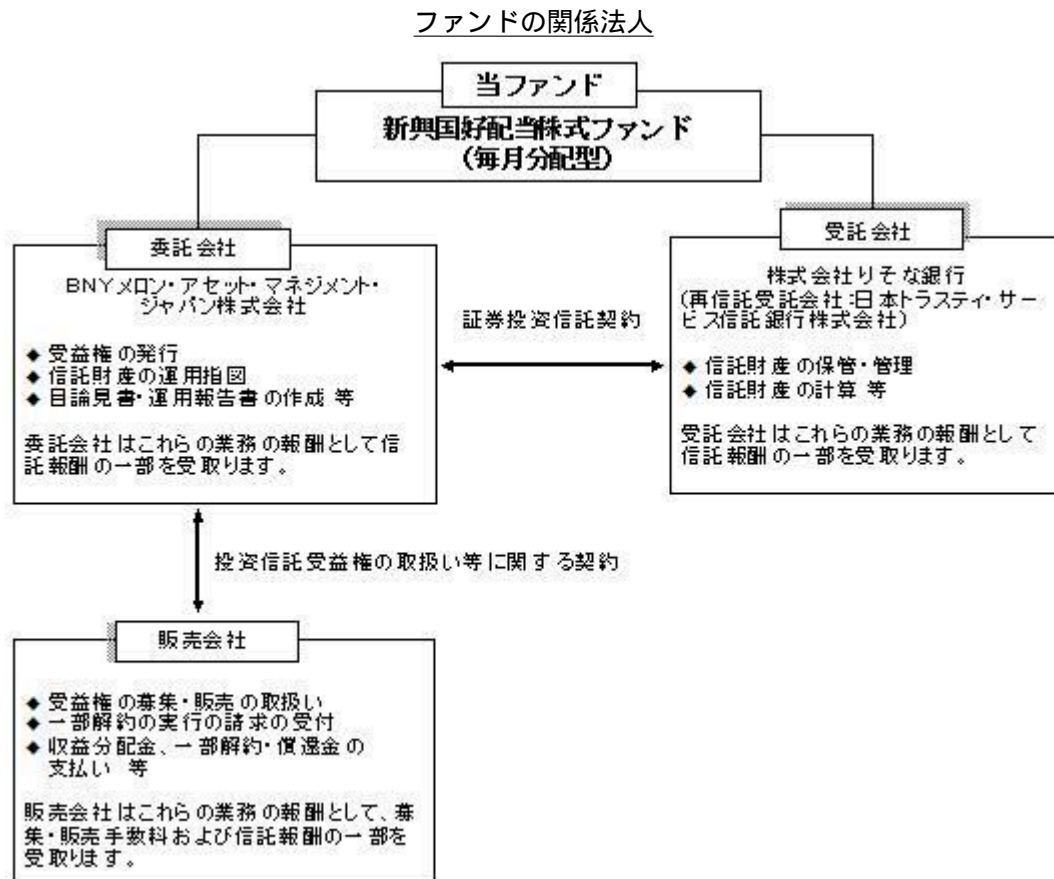 ファンドの関係法人
当ファンド
新興国好配当株式ファンド
(毎月分配型)
委託会社
BNYメロン・アセット・マネジメント・
ジャパン株式会社
◆ 受益権の発行
◆ 信託財産の運用指図
◆ 目論見書・運用報告書の作成 等
委託会社はこれらの業務の報酬として信
託報酬の一部を受取ります。
証券投資信託契約
受託会社
株式会社りそな銀行
(再信託受託会社:日本トラスティ・サー
ビス信託銀行株式会社)
◆ 信託財産の保管・管理
◆ 信託財産の計算 等
受託会社はこれらの業務の報酬として
信託報酬の一部を受取ります。
投資信託受益権の取扱い等に関する契約
販売会社
◆ 受益権の募集・販売の取扱い
◆ 一部解約の実行の請求の受付
◆ 収益分配金、一部解約・償還金の
支払い 等
販売会社はこれらの業務の報酬として、募
集・販売手数料および信託報酬の一部を
受取ります。